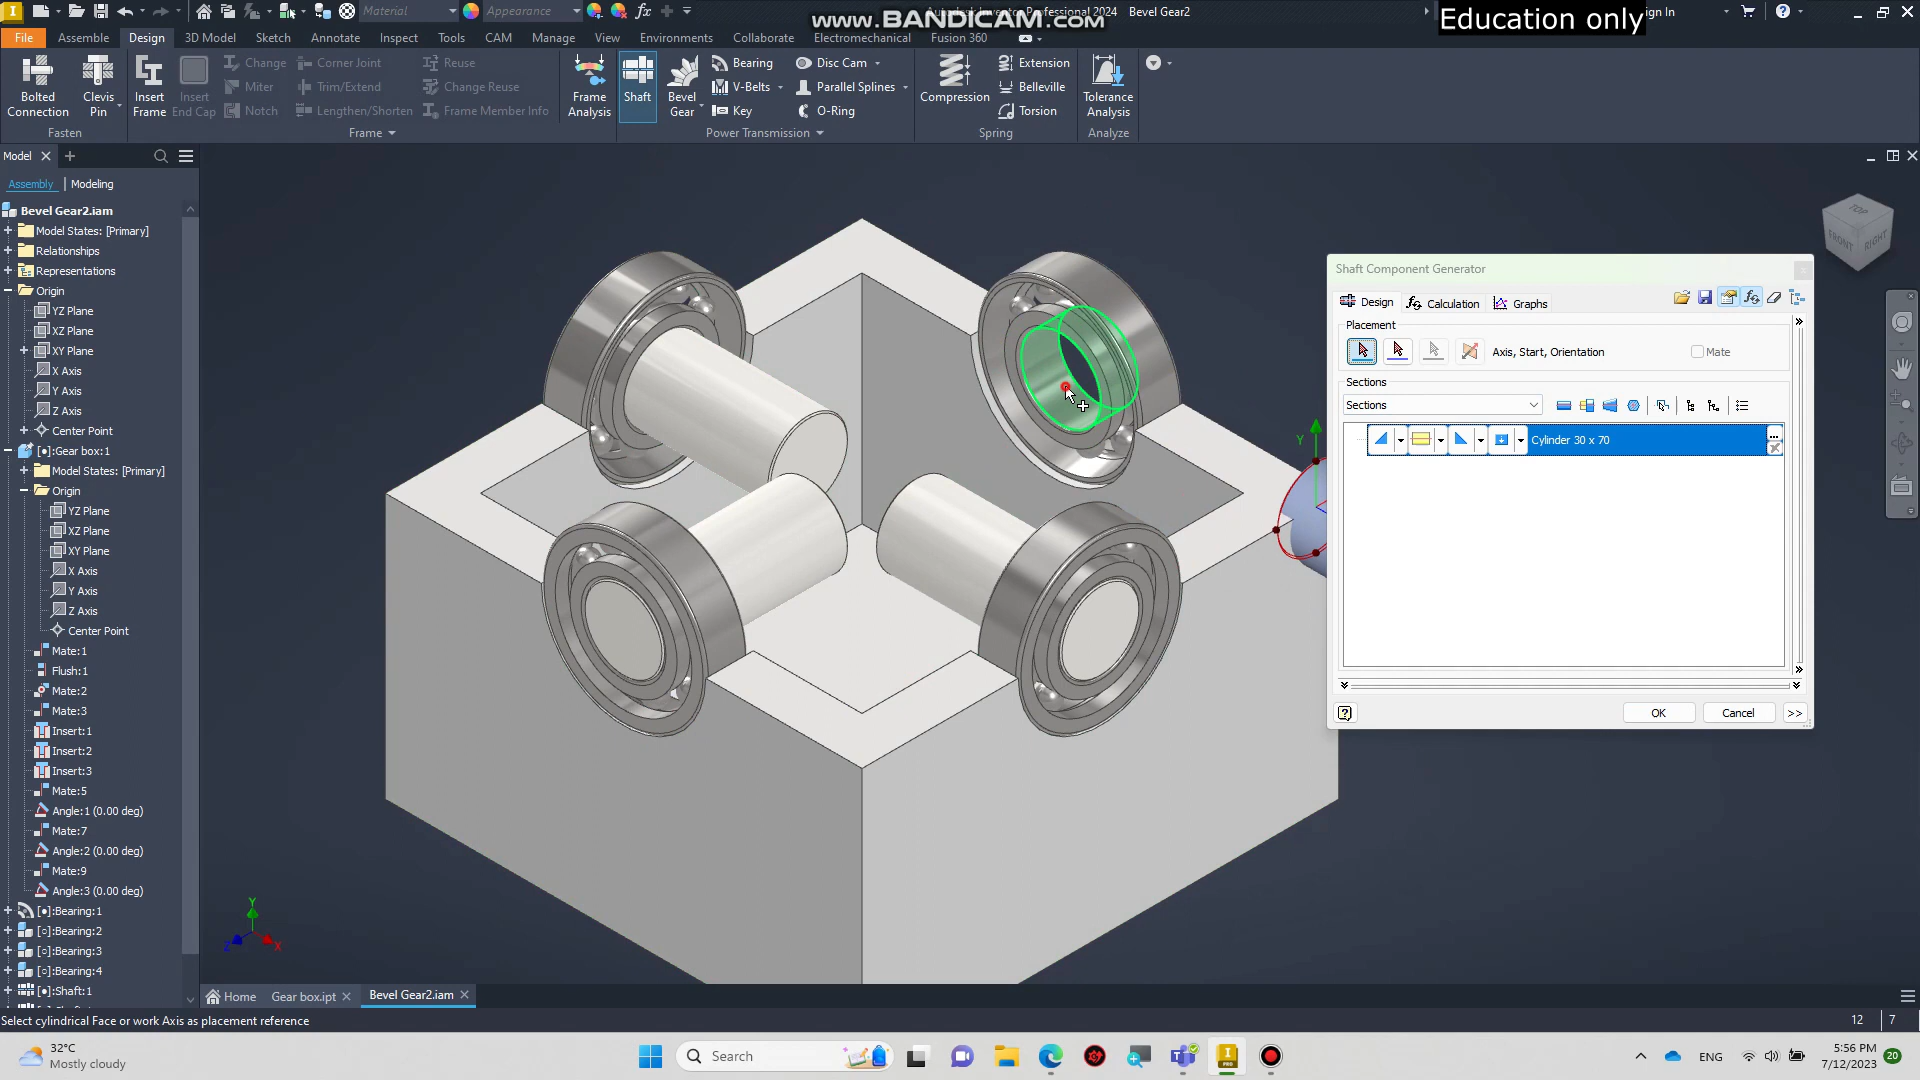 Material
Appearance
www.BANDICAM.com
Professional 2024 Bevel Gear2
Education only
Sign In
File Assemble Design 3D Model Sketch Annotate Inspect Tools CAM Manage View Environments Collaborate Electromechanical Fusion 360
Bolted Connection
Clevis Pin
Insert Frame
Insert End Cap
Change
Miter
Notch
Corner Joint
Trim/Extend
Lengthen/Shorten
Reuse
Change Reuse
Frame Member Info
Frame Analysis
Shaft
Bevel Gear
Bearing
V-Belts
Key
Disc Cam
Parallel Splines
O-Ring
Compression
Extension
Belleville
Torsion
Tolerance Analysis
Fasten Frame Power Transmission Spring Analyze
Model
Assembly Modeling
Bevel Gear2.iam
Model States: [Primary]
Relationships
Representations
Origin
YZ Plane
XZ Plane
XY Plane
X Axis
Y Axis
Z Axis
Center Point
[●]:Gear box:1
Model States: [Primary]
Origin
YZ Plane
XZ Plane
XY Plane
X Axis
Y Axis
Z Axis
Center Point
Mate:1
Flush:1
Mate:2
Mate:3
Insert:1
Insert:2
Insert:3
Mate:5
Angle:1 (0.00 deg)
Mate:7
Angle:2 (0.00 deg)
Mate:9
Angle:3 (0.00 deg)
[●]:Bearing:1
[○]:Bearing:2
[○]:Bearing:3
[○]:Bearing:4
[●]:Shaft:1
TOP
FRONT
RIGHT
Y
Y
Z
X
Shaft Component Generator
Design Calculation Graphs
Placement
Axis, Start, Orientation
Mate
Sections
Sections
Cylinder 30 x 70
OK Cancel >>
Home Gear box.ipt Bevel Gear2.iam
Select cylindrical Face or work Axis as placement reference
12 7
32°C
Mostly cloudy
Search
ENG
5:56 PM
7/12/2023
20